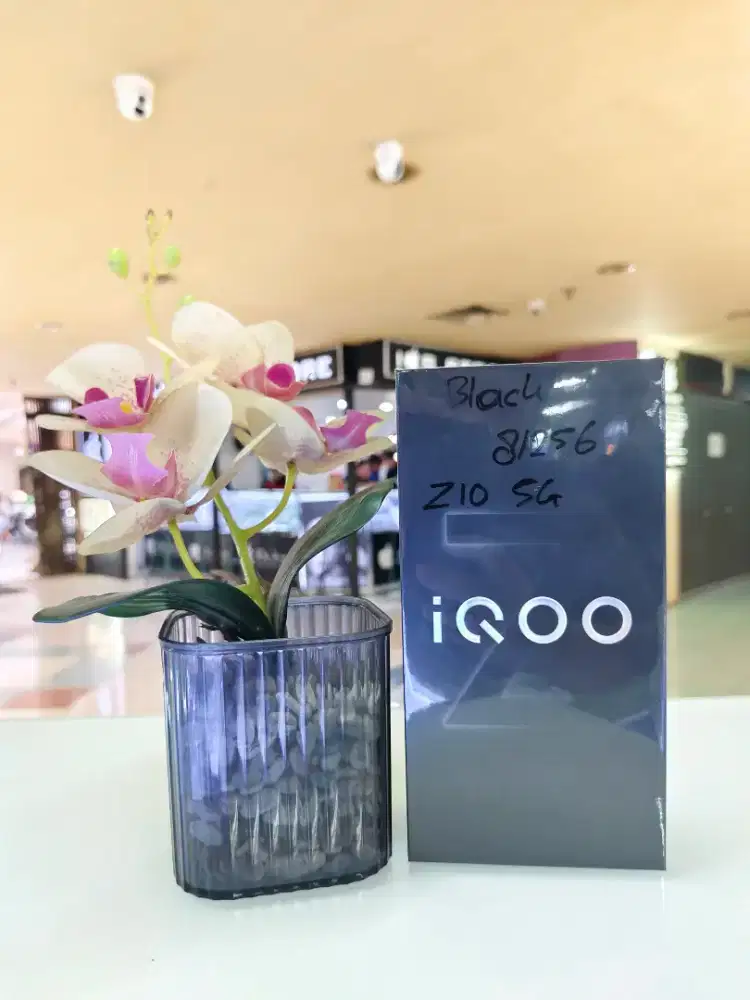 Black
8/256
Z10 5G
iQOO